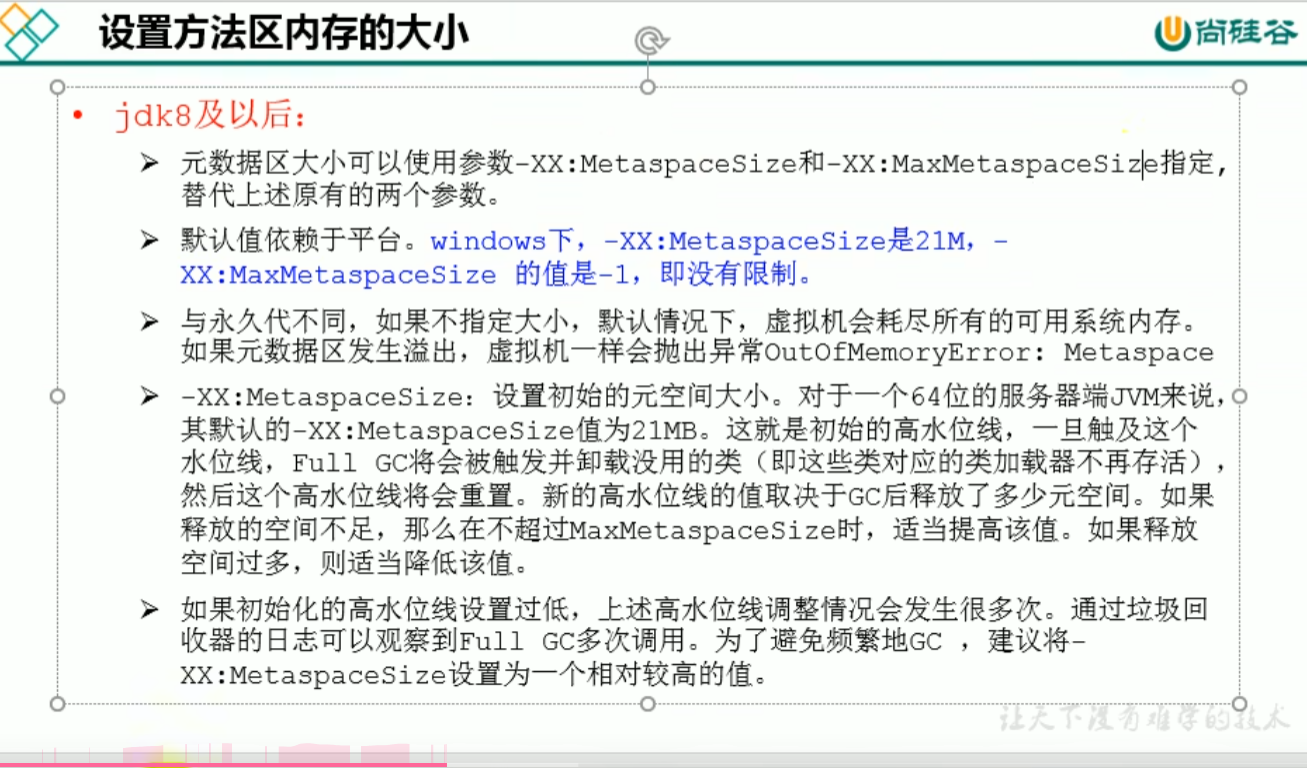 设置方法区内存的大小
尚硅谷
• jdk8及以后:
➢ 元数据区大小可以使用参数-XX:MetaspaceSize和-XX:MaxMetaspaceSize指定,
替代上述原有的两个参数。
➢ 默认值依赖于平台。windows下，-XX:MetaspaceSize是21M，-
XX:MaxMetaspaceSize 的值是-1，即没有限制。
➢ 与永久代不同，如果不指定大小，默认情况下，虚拟机会耗尽所有的可用系统内存。
如果元数据区发生溢出，虚拟机一样会抛出异常OutOfMemoryError: Metaspace
➢ -XX:MetaspaceSize：设置初始的元空间大小。对于一个64位的服务器端JVM来说，
其默认的-XX:MetaspaceSize值为21MB。这就是初始的高水位线，一旦触及这个
水位线，Full GC将会被触发并卸载没用的类（即这些类对应的类加载器不再存活），
然后这个高水位线将会重置。新的高水位线的值取决于GC后释放了多少元空间。如果
释放的空间不足，那么在不超过MaxMetaspaceSize时，适当提高该值。如果释放
空间过多，则适当降低该值。
➢ 如果初始化的高水位线设置过低，上述高水位线调整情况会发生很多次。通过垃圾回
收器的日志可以观察到Full GC多次调用。为了避免频繁地GC ，建议将-
XX:MetaspaceSize设置为一个相对较高的值。
让天下没有难学的技术